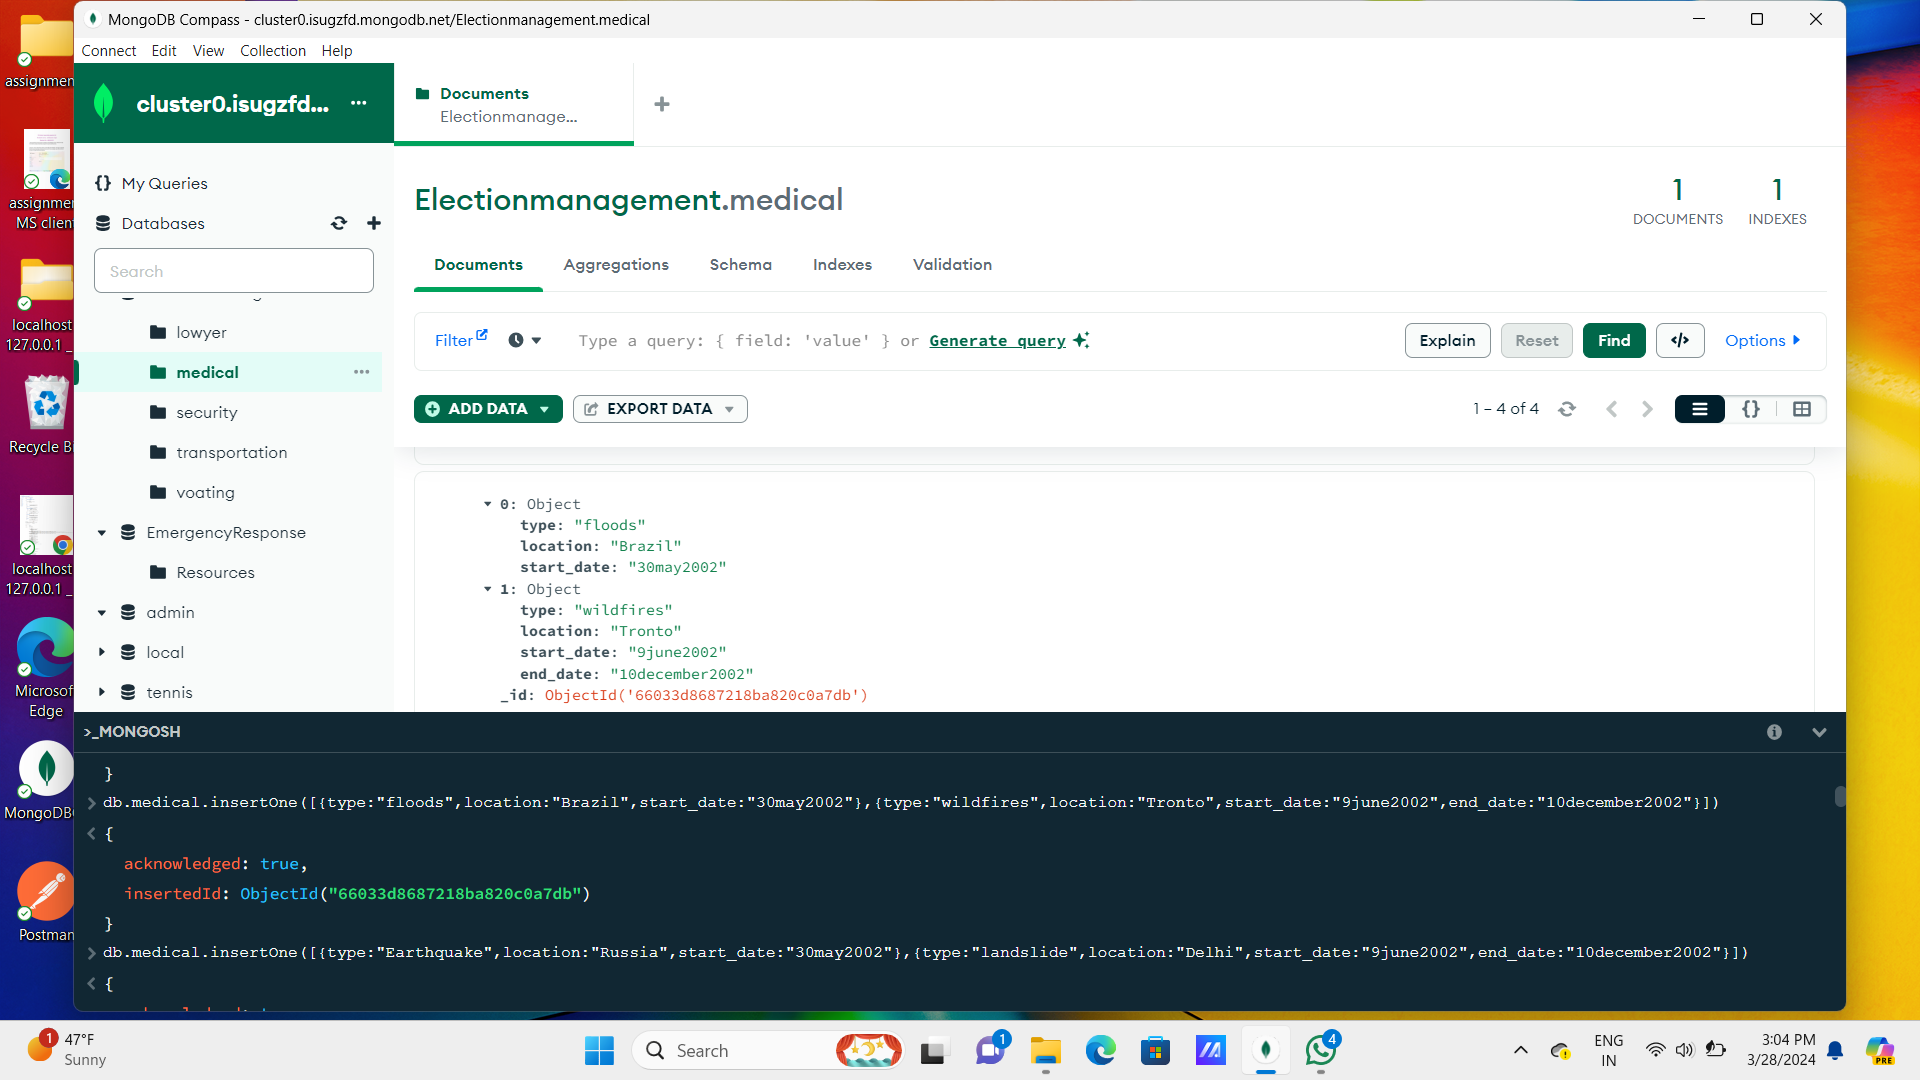 MongoDB Compass - cluster0.isugzfd.mongodb.net/Electionmanagement.medical
Connect Edit View Collection Help
cluster0.isugzfd...
Documents
Electionmanage...
My Queries
Databases
Search
lowyer
medical
security
transportation
voating
EmergencyResponse
Resources
admin
local
tennis
Electionmanagement.medical
1
DOCUMENTS
1
INDEXES
Documents Aggregations Schema Indexes Validation
Filter Type a query: { field: 'value' } or Generate query Explain Reset Find </> Options
ADD DATA EXPORT DATA 1 – 4 of 4 {}
0: Object
type: "floods"
location: "Brazil"
start_date: "30may2002"
1: Object
type: "wildfires"
location: "Tronto"
start_date: "9june2002"
end_date: "10december2002"
_id: ObjectId('66033d8687218ba820c0a7db')
>_MONGOSH
}
db.medical.insertOne([{type:"floods",location:"Brazil",start_date:"30may2002"},{type:"wildfires",location:"Tronto",start_date:"9june2002",end_date:"10december2002"}])
{
acknowledged: true,
insertedId: ObjectId("66033d8687218ba820c0a7db")
}
db.medical.insertOne([{type:"Earthquake",location:"Russia",start_date:"30may2002"},{type:"landslide",location:"Delhi",start_date:"9june2002",end_date:"10december2002"}])
{
assignmen
assignmen
MS clien
localhost
127.0.0.1 _
Recycle B
localhost
127.0.0.1 _
Microsof
Edge
MongoDB
Postman
1
47°F
Sunny
Search
1
4
PRE
ENG
IN
3:04 PM
3/28/2024